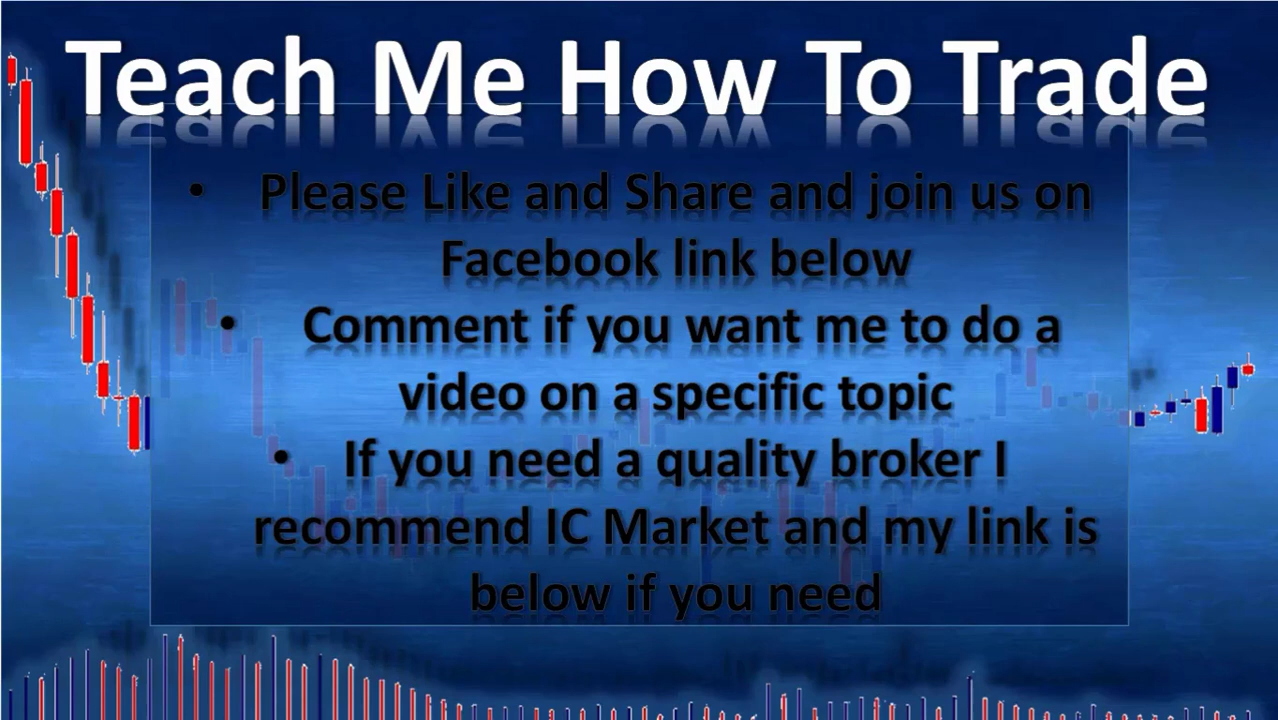 Teach Me How To Trade
• Please Like and Share and join us on
Facebook link below
• Comment if you want me to do a
video on a specific topic
• If you need a quality broker I
recommend IC Market and my link is
below if you need